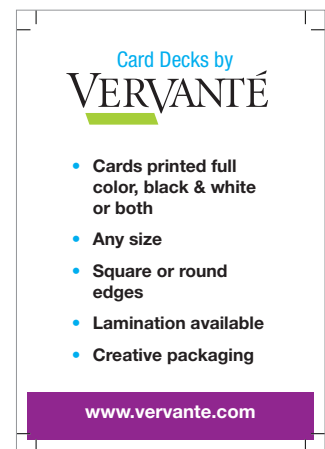 Card Decks by
VERVANTÉ
• Cards printed full
color, black & white
or both
• Any size
• Square or round
edges
• Lamination available
• Creative packaging
www.vervante.com